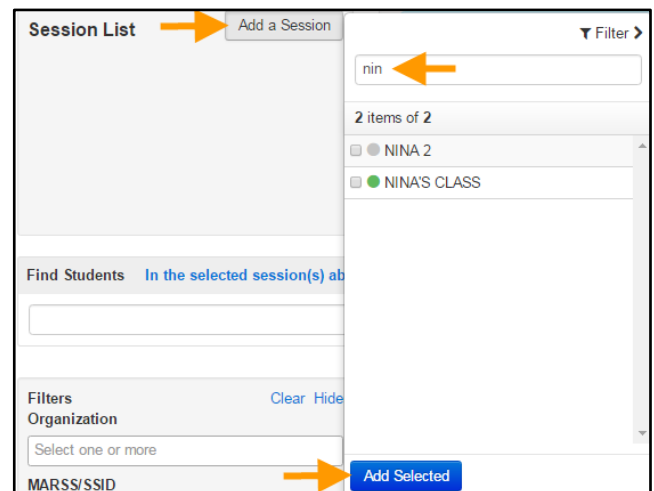 Session List
Add a Session
Find Students In the selected session(s) ab
Filters
Clear Hide
Organization
Select one or more
MARSS/SSID
Filter
nin
2 items of 2
NINA 2
NINA'S CLASS
Add Selected